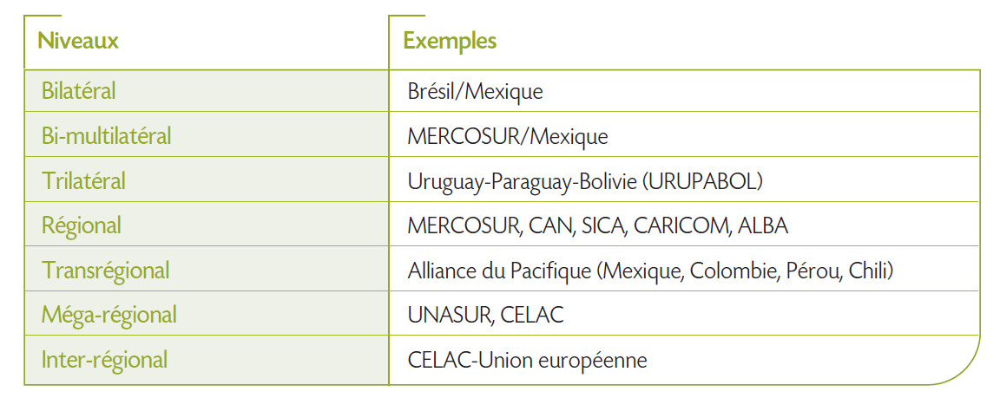 Niveaux Exemples
Bilatéral Brésil/Mexique
Bi-multilatéral MERCOSUR/Mexique
Trilatéral Uruguay-Paraguay-Bolivie (URUPABOL)
Régional MERCOSUR, CAN, SICA, CARICOM, ALBA
Transrégional Alliance du Pacifique (Mexique, Colombie, Pérou, Chili)
Méga-régional UNASUR, CELAC
Inter-régional CELAC-Union européenne